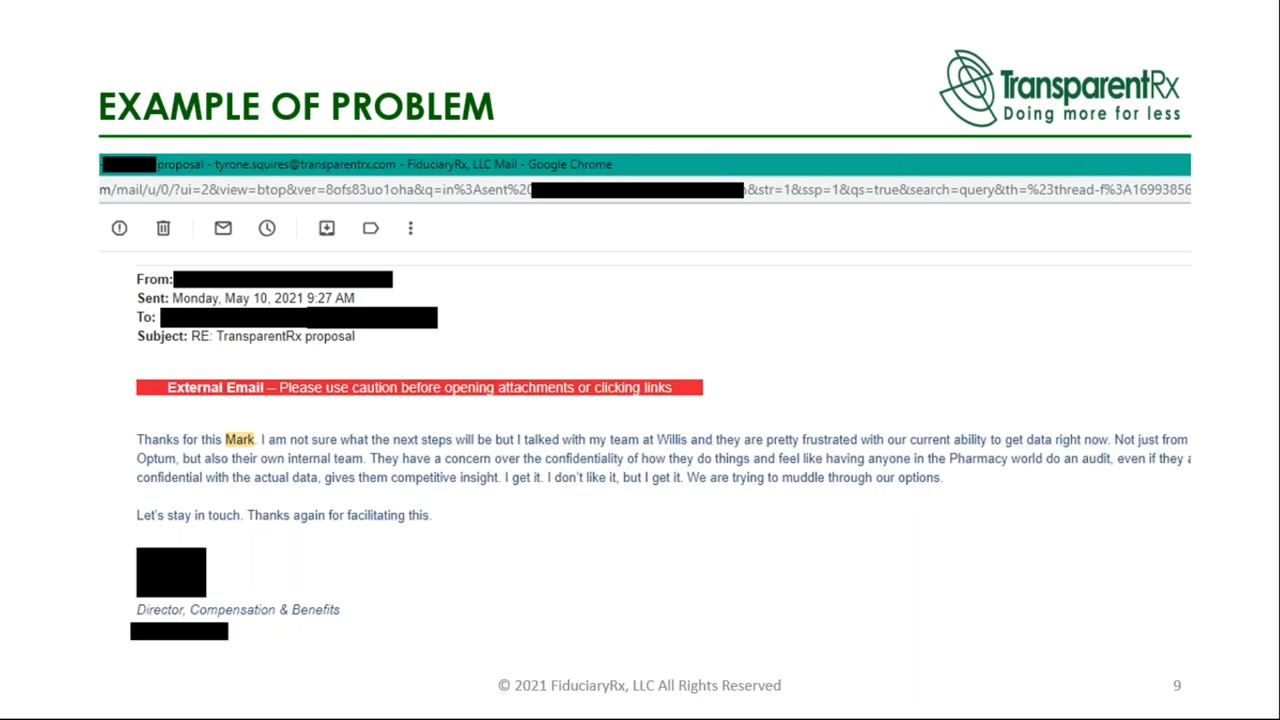 EXAMPLE OF PROBLEM
TransparentRx
Doing more for less
proposal - tyrone.squires@transparentrx.com - FiduciaryRx, LLC Mail - Google Chrome
m/mail/u/0/?ui=2&view=btop&ver=8ofs83uo1oha&q=in%3Asent%20 &str=1&ssp=1&qs=true&search=query&th=%23thread-f%3A16993856
From:
Sent: Monday, May 10, 2021 9:27 AM
To:
Subject: RE: TransparentRx proposal
External Email – Please use caution before opening attachments or clicking links
Thanks for this Mark. I am not sure what the next steps will be but I talked with my team at Willis and they are pretty frustrated with our current ability to get data right now. Not just from
Optum, but also their own internal team. They have a concern over the confidentiality of how they do things and feel like having anyone in the Pharmacy world do an audit, even if they
confidential with the actual data, gives them competitive insight. I get it. I don't like it, but I get it. We are trying to muddle through our options.
Let's stay in touch. Thanks again for facilitating this.
Director, Compensation & Benefits
© 2021 FiduciaryRx, LLC All Rights Reserved
9